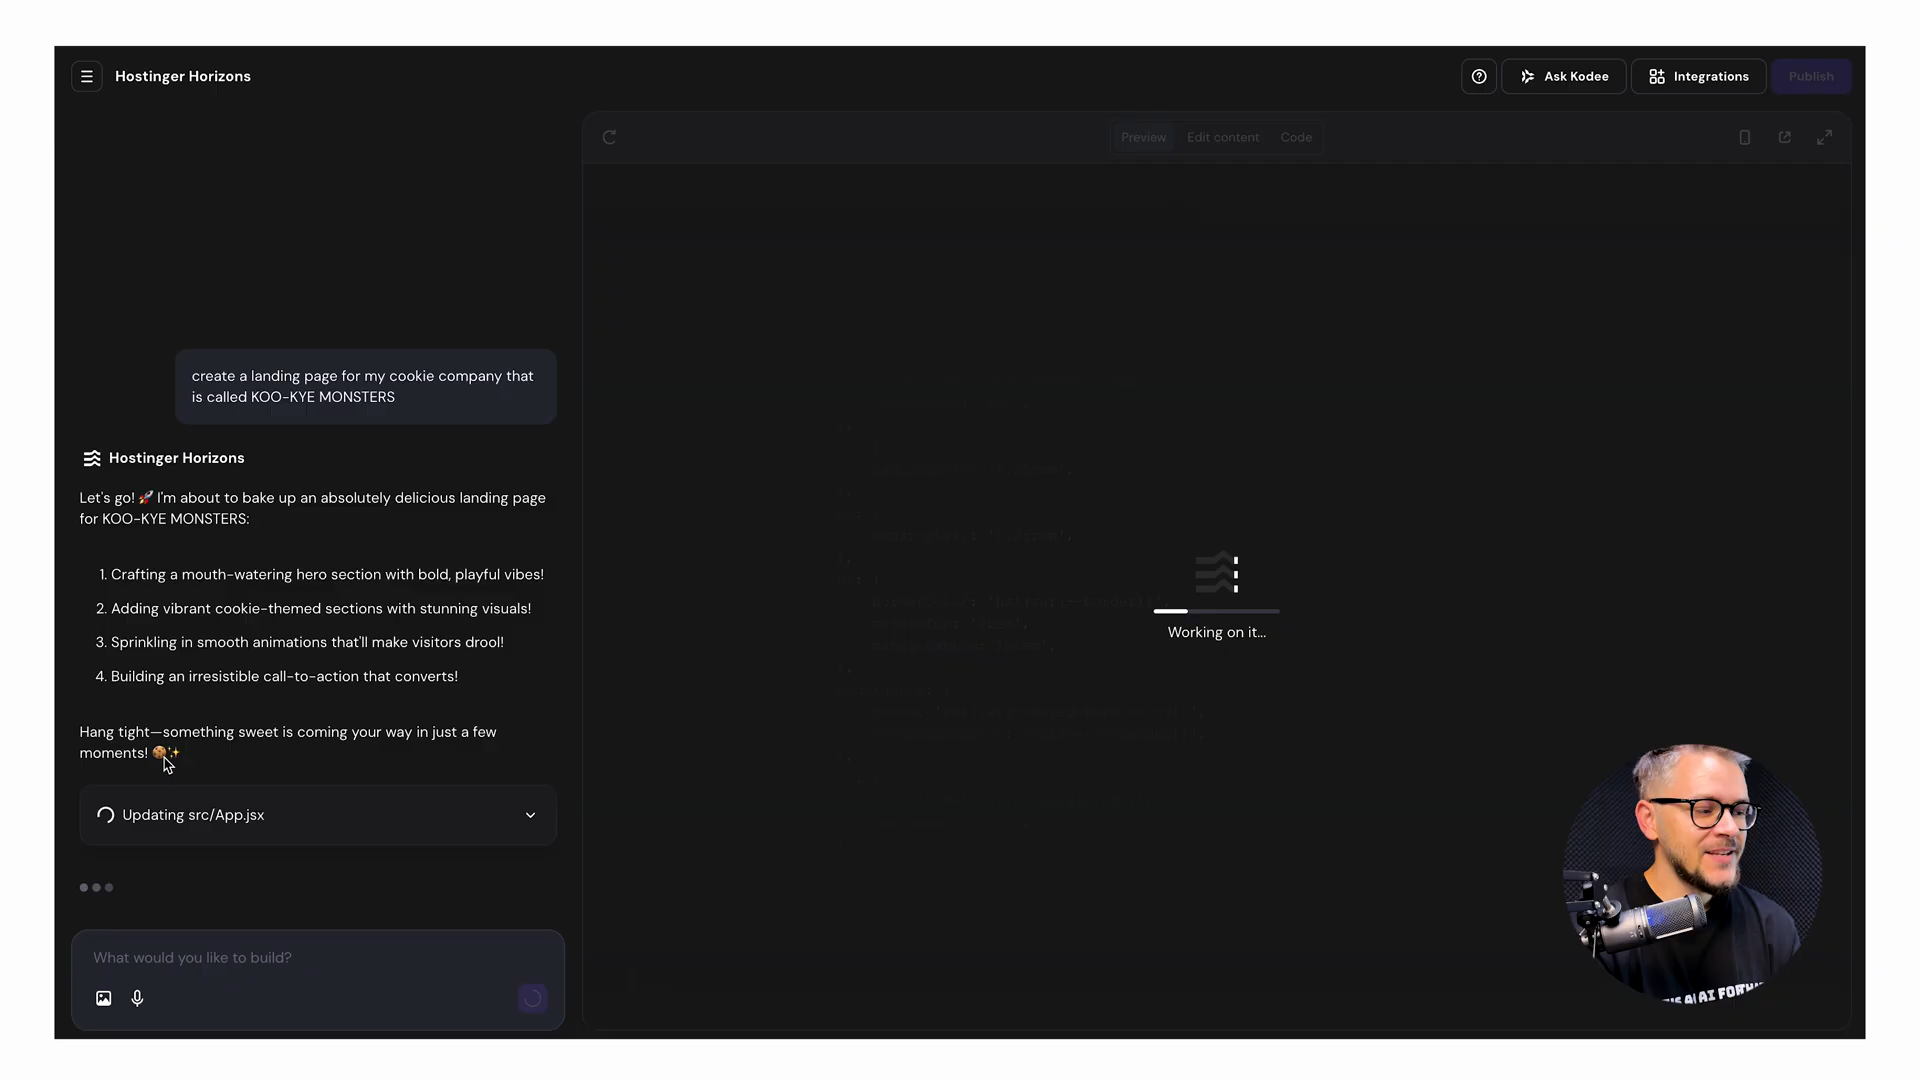 Hostinger Horizons
Ask Kodee
Integrations
Publish
Preview
Edit content
Code
create a landing page for my cookie company that
is called KOO-KYE MONSTERS
Hostinger Horizons
Let's go! 🚀 I'm about to bake up an absolutely delicious landing page
for KOO-KYE MONSTERS:
1. Crafting a mouth-watering hero section with bold, playful vibes!
2. Adding vibrant cookie-themed sections with stunning visuals!
3. Sprinkling in smooth animations that'll make visitors drool!
4. Building an irresistible call-to-action that converts!
Hang tight—something sweet is coming your way in just a few
moments! 🍪✨
Updating src/App.jsx
What would you like to build?
Working on it...
AI